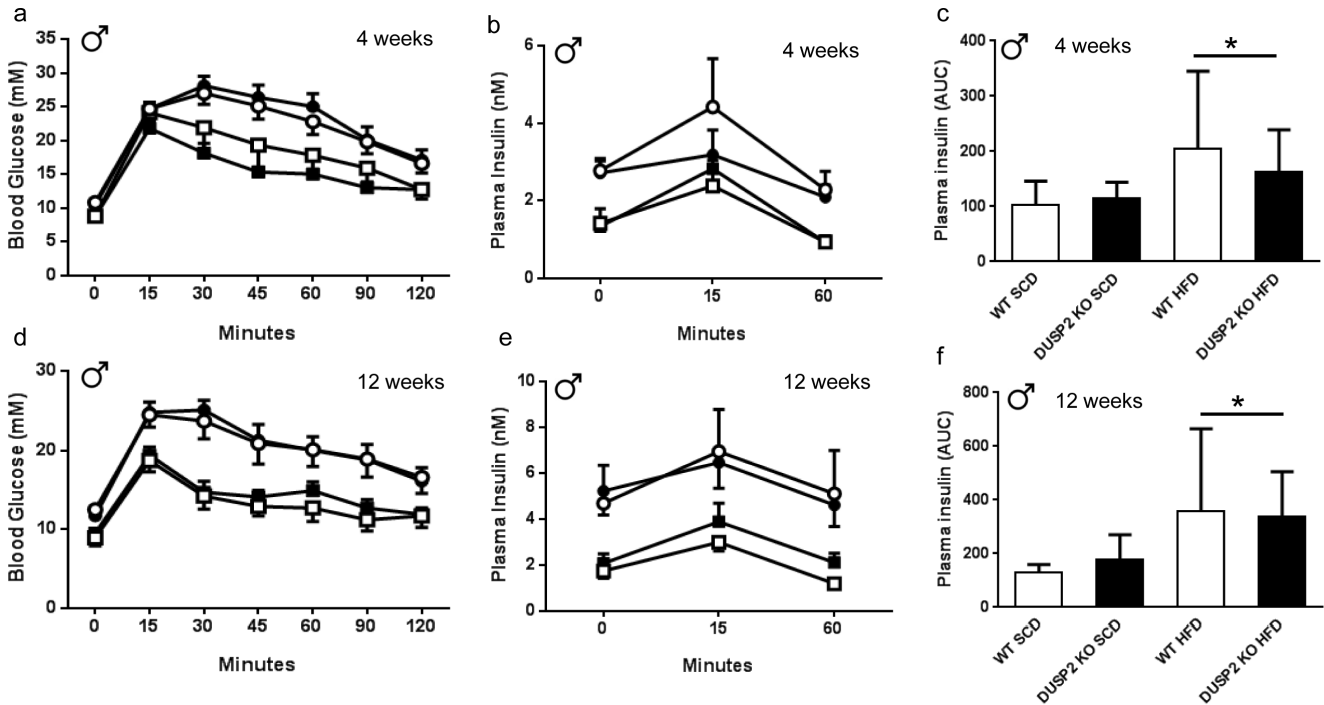 a
♂
4 weeks
Blood Glucose (mM)
35
30
25
20
15
10
5
0
0 15 30 45 60 90 120
Minutes
b
♂
4 weeks
Plasma Insulin (nM)
6
4
2
0
0 15 60
Minutes
c
♂ 4 weeks
*
Plasma insulin (AUC)
400
300
200
100
0
WT SCD
DUSP2 KO SCD
WT HFD
DUSP2 KO HFD
d
♂
12 weeks
Blood Glucose (mM)
30
20
10
0
0 15 30 45 60 90 120
Minutes
e
♂
12 weeks
Plasma Insulin (nM)
10
8
6
4
2
0
0 15 60
Minutes
f
♂ 12 weeks
*
Plasma insulin (AUC)
800
600
400
200
0
WT SCD
DUSP2 KO SCD
WT HFD
DUSP2 KO HFD